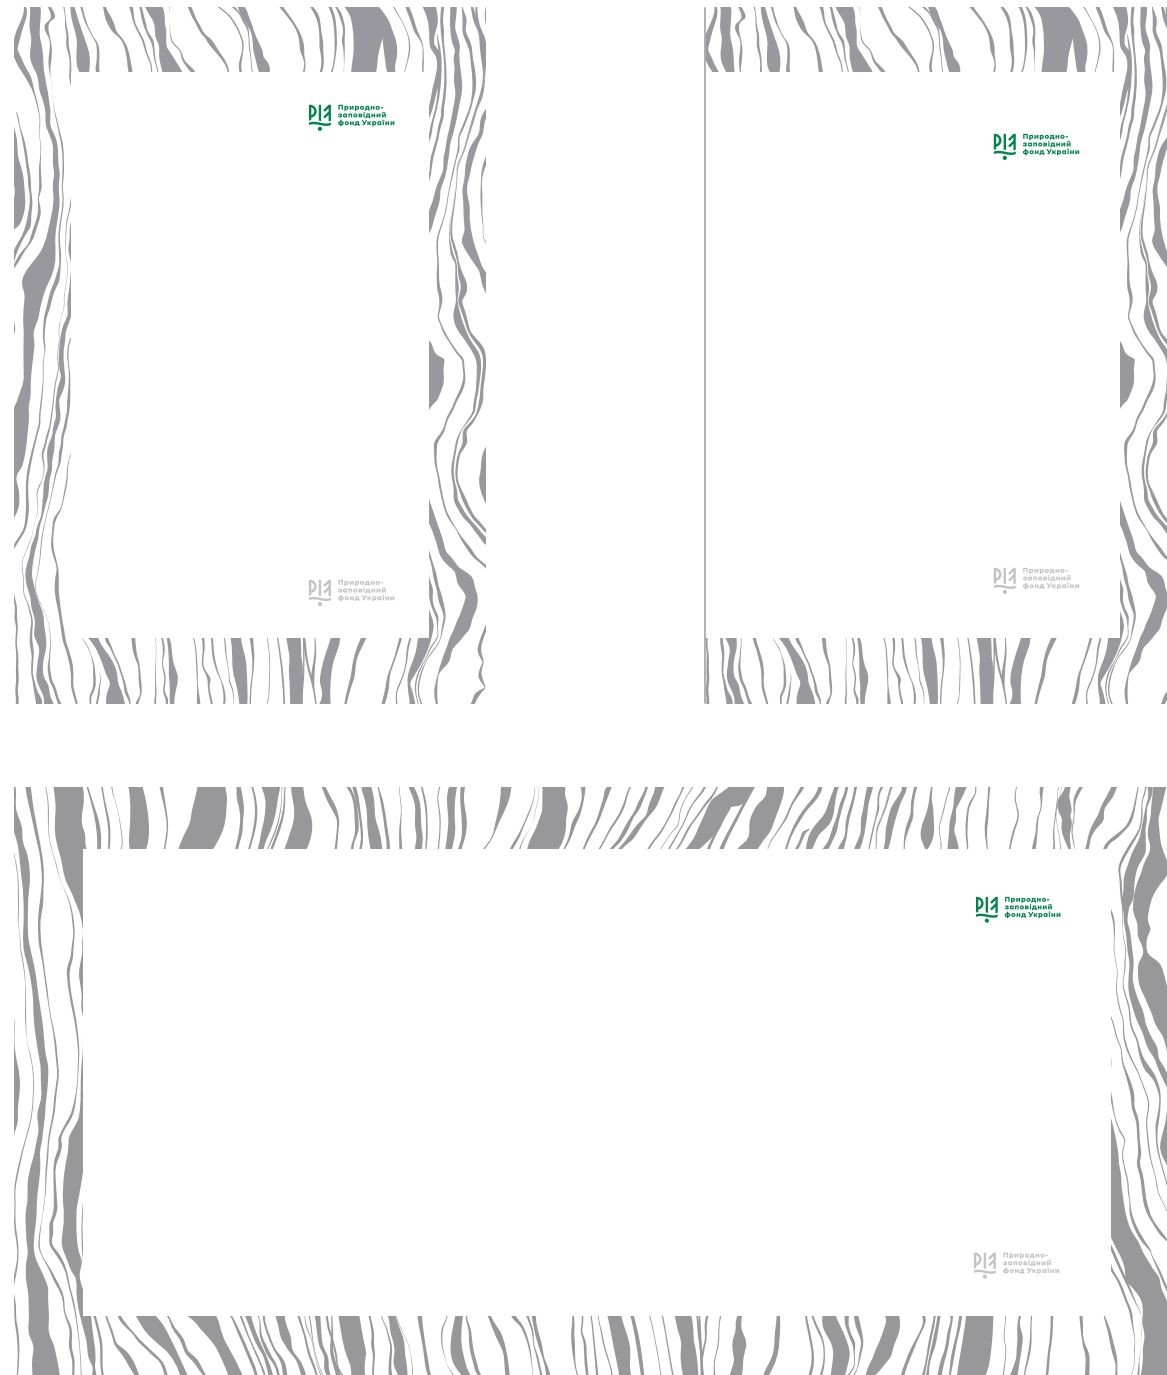 Природно-
заповідний
фонд України
Природно-
заповідний
фонд України
Природно-
заповідний
фонд України
Природно-
заповідний
фонд України
Природно-
заповідний
фонд України
Природно-
заповідний
фонд України